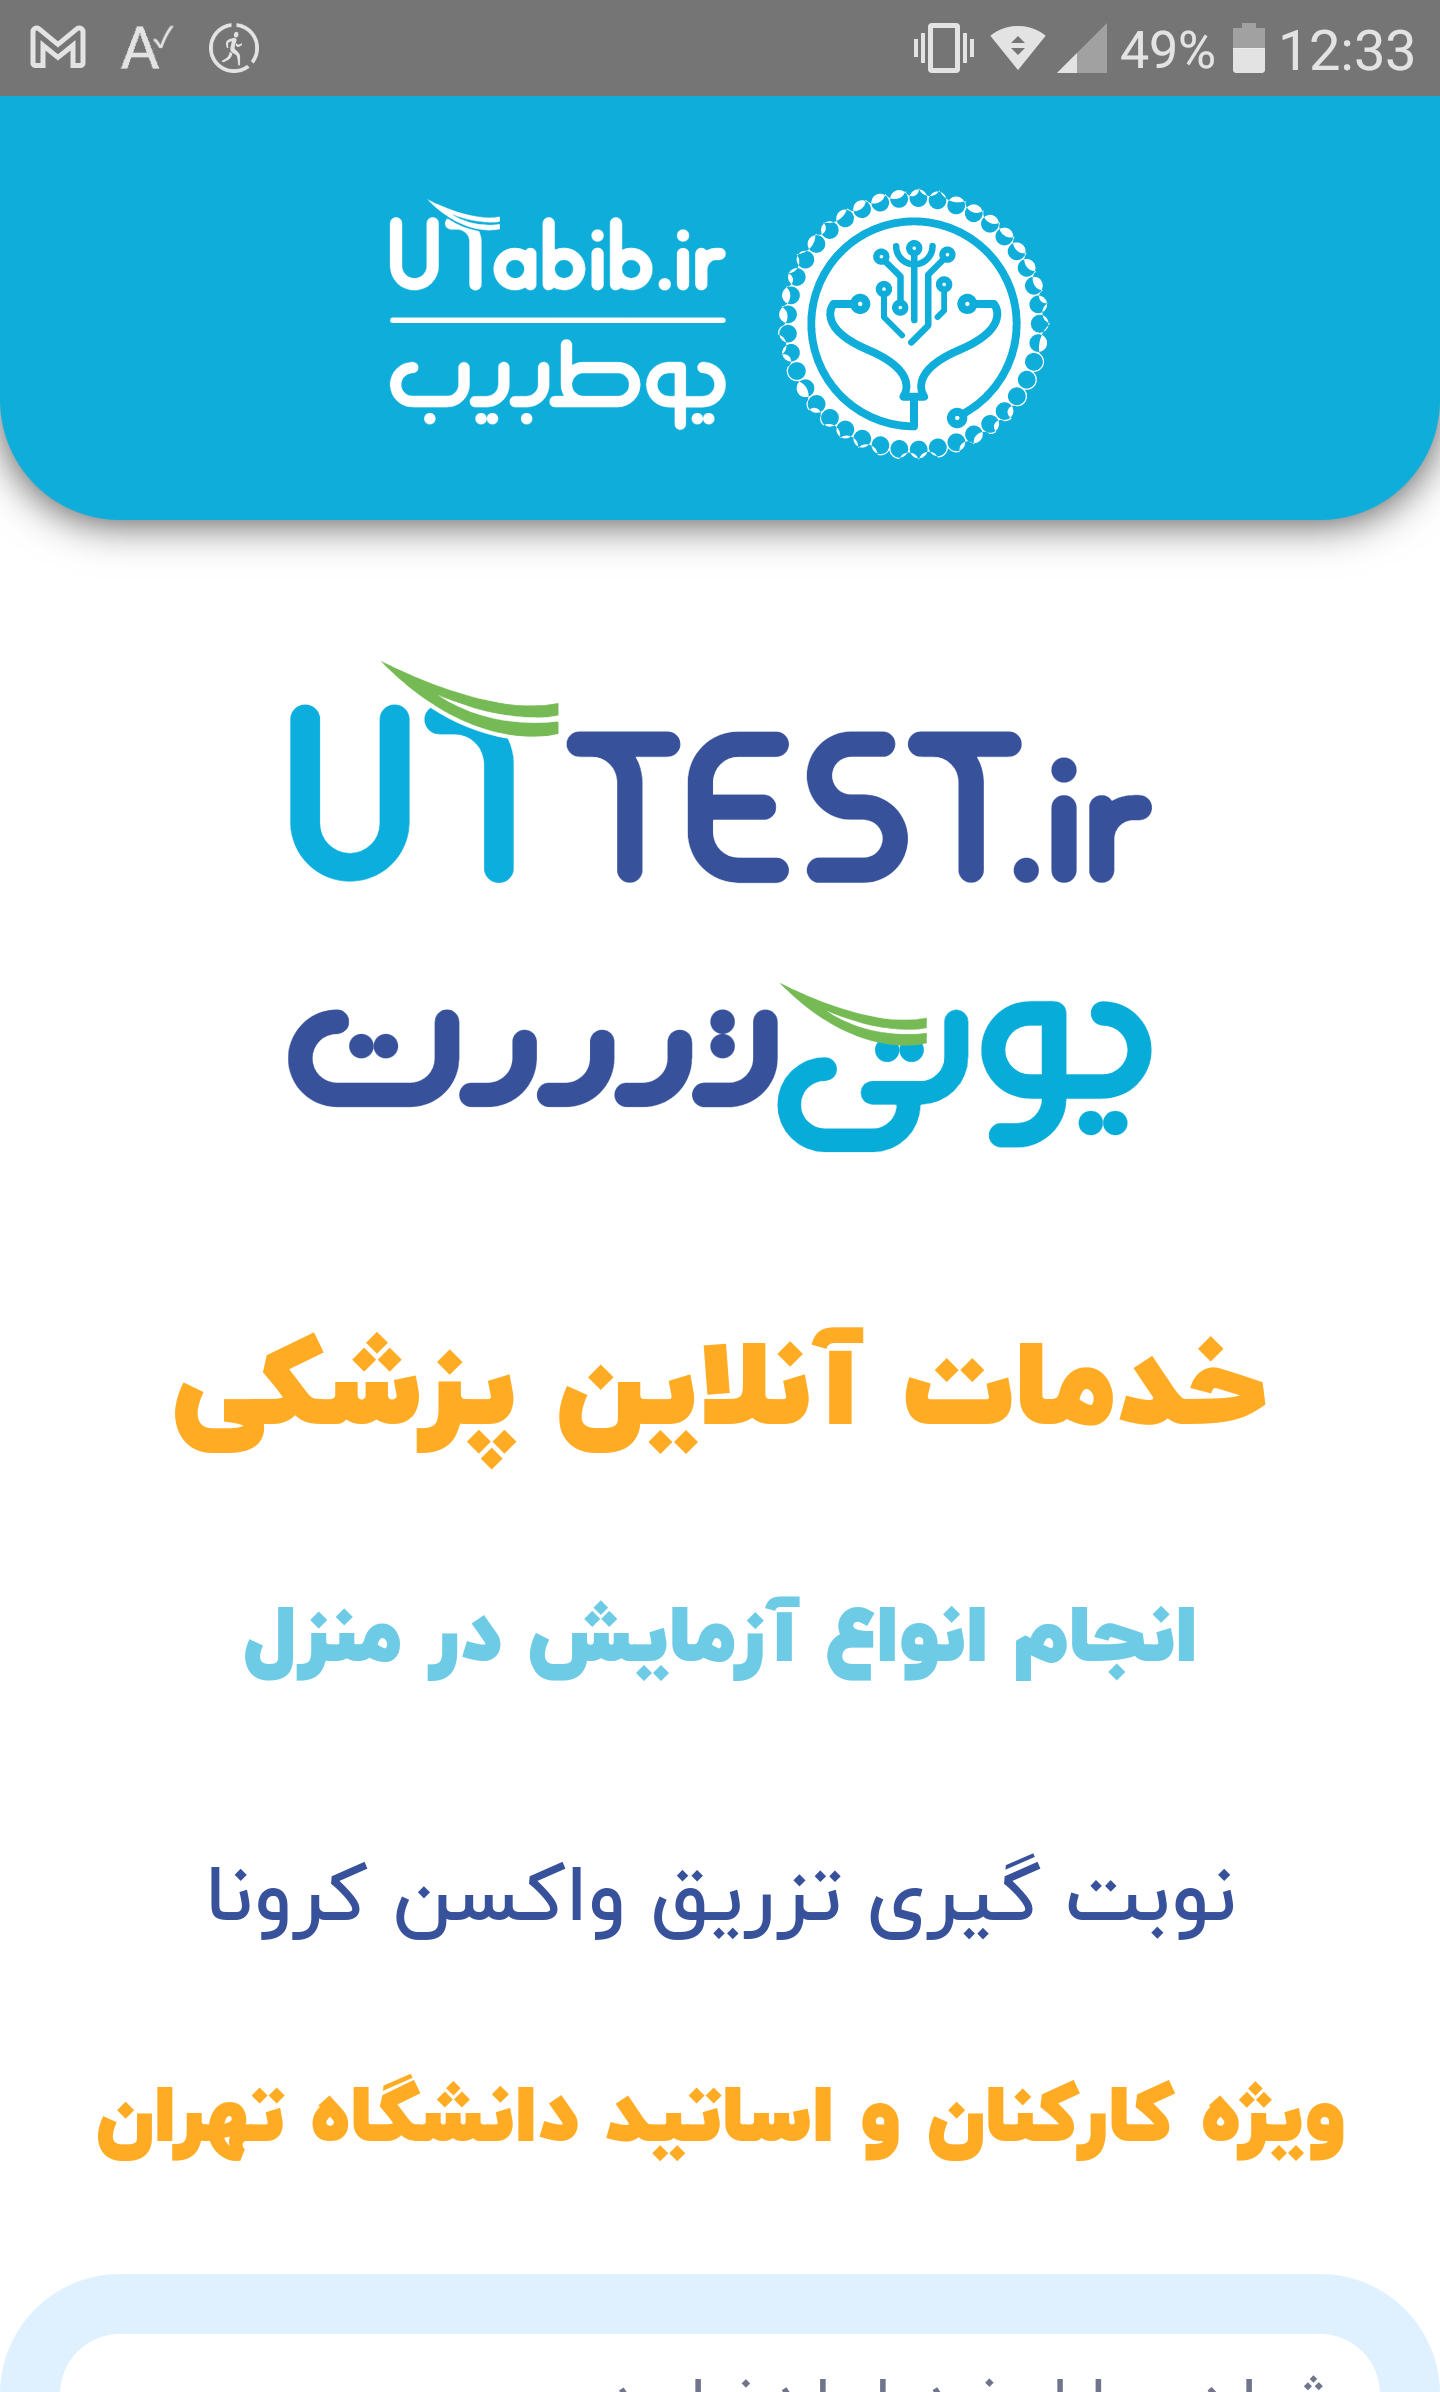 49% 12:33
UTabib.ir
یوطبیب
UTTEST.ir
یوتی تست
خدمات آنلاین پزشکی
انجام انواع آزمایش در منزل
نوبت گیری تزریق واکسن کرونا
ویژه کارکنان و اساتید دانشگاه تهران